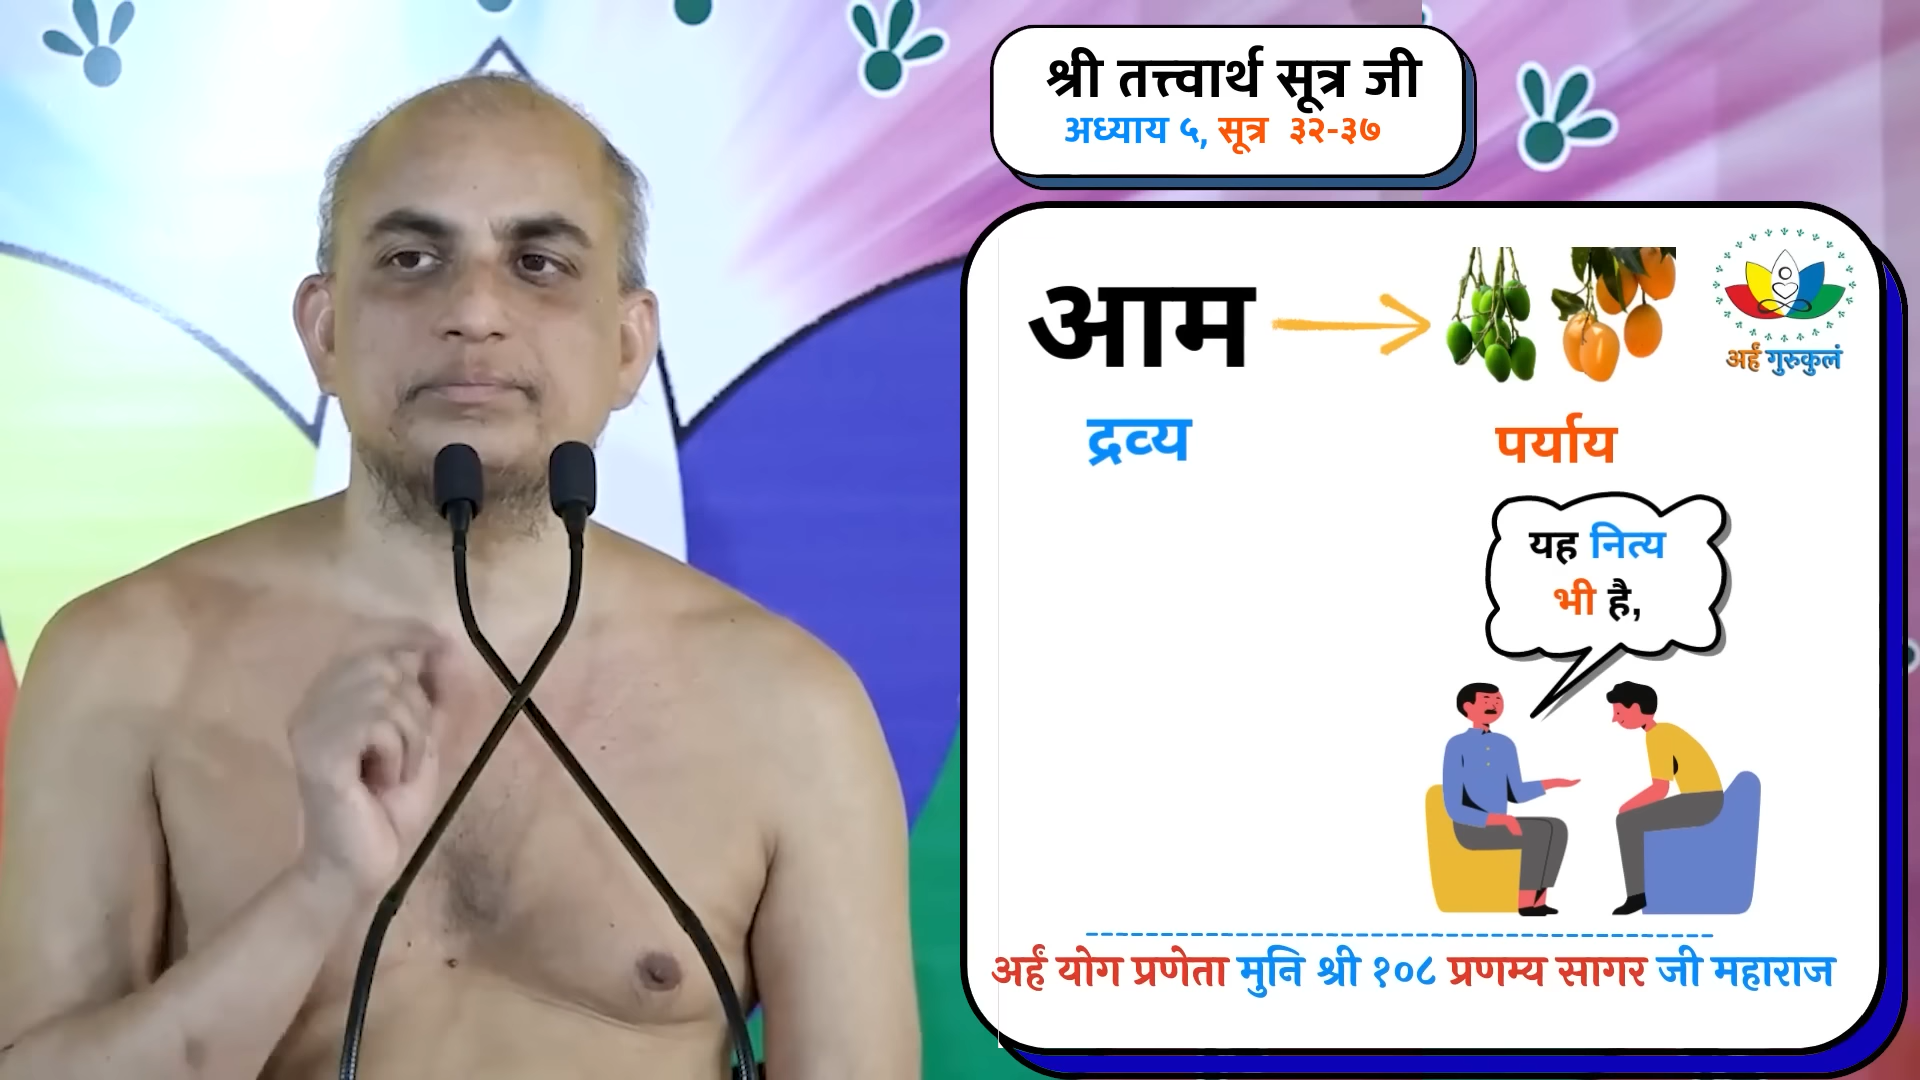 श्री तत्त्वार्थ सूत्र जी
अध्याय ५, सूत्र ३२-३७
आम
अर्हं गुरुकुलं
द्रव्य
पर्याय
यह नित्य
भी है,
अर्हं योग प्रणेता मुनि श्री १०८ प्रणम्य सागर जी महाराज